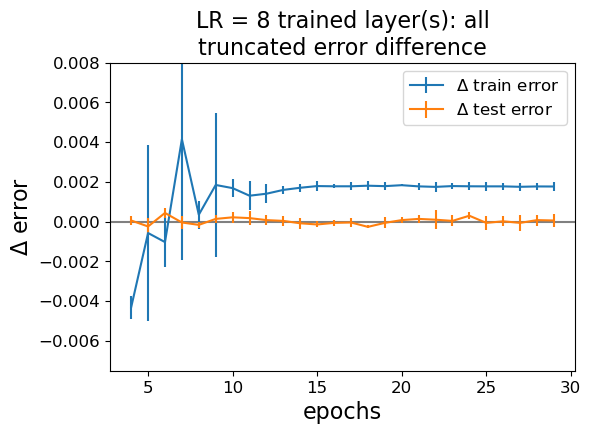 LR = 8 trained layer(s): all
truncated error difference
Δ train error
Δ test error
0.008
0.006
0.004
0.002
0.000
−0.002
−0.004
−0.006
Δ error
5
10
15
20
25
30
epochs